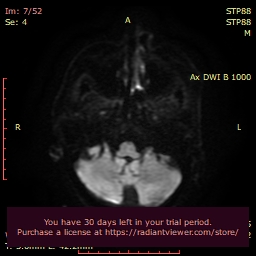 Im: 7/52
Se: 4
A
STP88
STP88
M
Ax DWI B 1000
R
L
You have 30 days left in your trial period.
Purchase a license at https://radiantviewer.com/store/